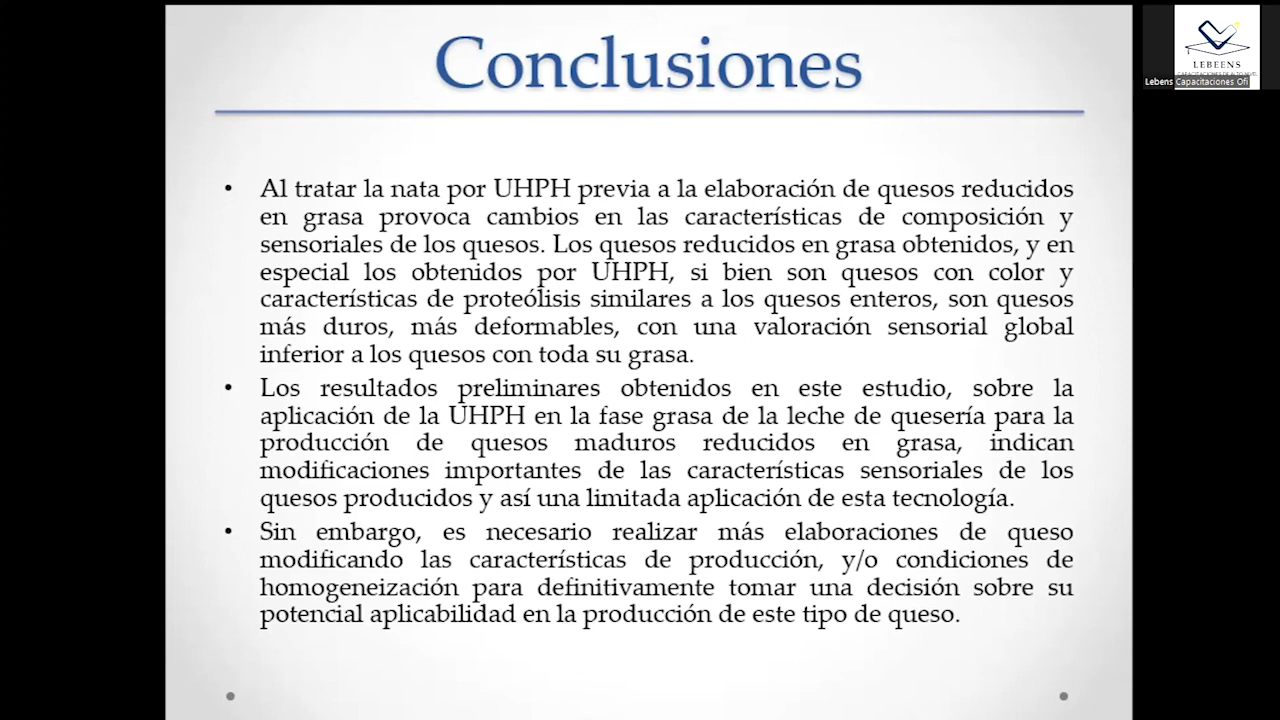 Conclusiones
• Al tratar la nata por UHPH previa a la elaboración de quesos reducidos
en grasa provoca cambios en las características de composición y
sensoriales de los quesos. Los quesos reducidos en grasa obtenidos, y en
especial los obtenidos por UHPH, si bien son quesos con color y
características de proteólisis similares a los quesos enteros, son quesos
más duros, más deformables, con una valoración sensorial global
inferior a los quesos con toda su grasa.
• Los resultados preliminares obtenidos en este estudio, sobre la
aplicación de la UHPH en la fase grasa de la leche de quesería para la
producción de quesos maduros reducidos en grasa, indican
modificaciones importantes de las características sensoriales de los
quesos producidos y así una limitada aplicación de esta tecnología.
• Sin embargo, es necesario realizar más elaboraciones de queso
modificando las características de producción, y/o condiciones de
homogeneización para definitivamente tomar una decisión sobre su
potencial aplicabilidad en la producción de este tipo de queso.
LEBEENS
Lebens Capacitaciones Ofi